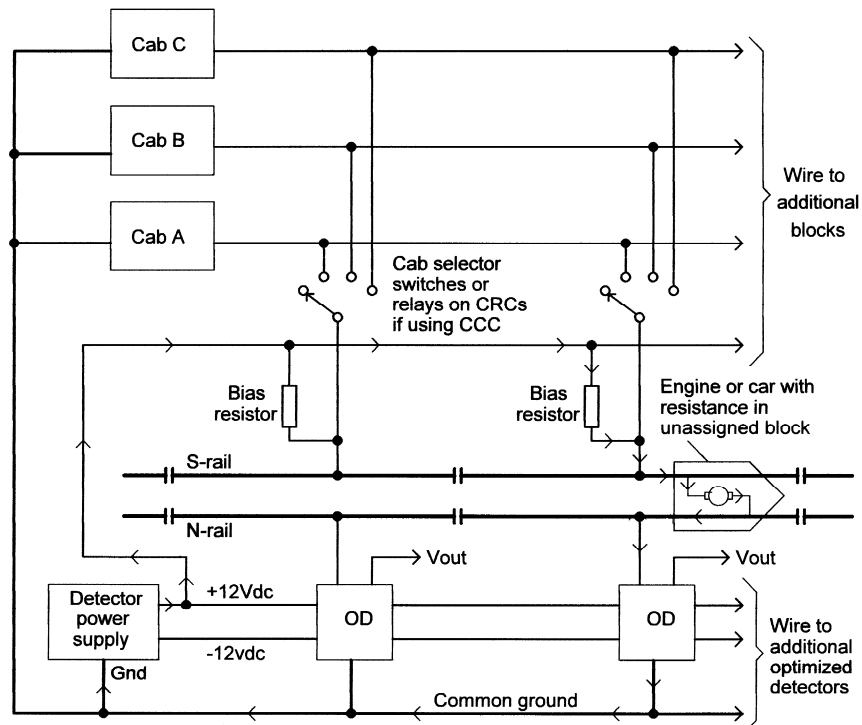 Cab C
Cab B
Cab A
Wire to
additional
blocks
Cab selector
switches or
relays on CRCs
if using CCC
Bias
resistor
Bias
resistor
Engine or car with
resistance in
unassigned block
S-rail
N-rail
Vout
Vout
Detector
power
supply
+12Vdc
-12vdc
Gnd
OD
OD
Common ground
Wire to
additional
optimized
detectors